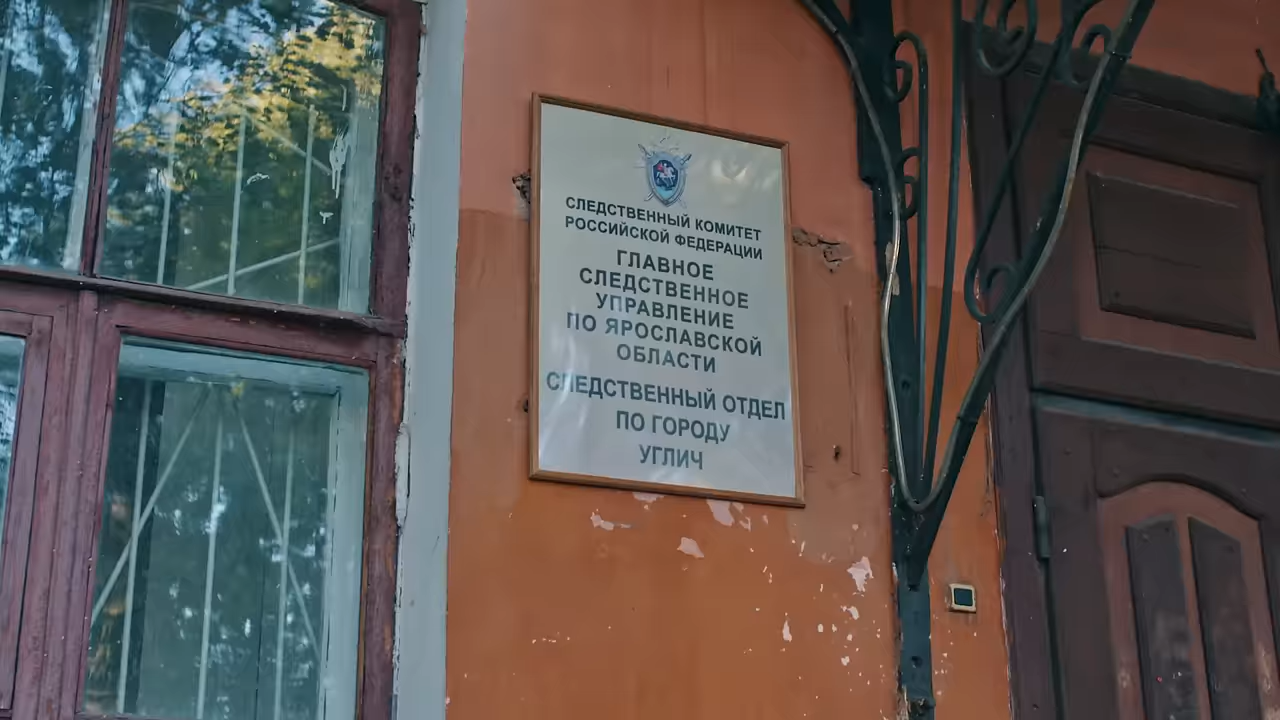 СЛЕДСТВЕННЫЙ КОМИТЕТ
РОССИЙСКОЙ ФЕДЕРАЦИИ
ГЛАВНОЕ
СЛЕДСТВЕННОЕ
УПРАВЛЕНИЕ
ПО ЯРОСЛАВСКОЙ
ОБЛАСТИ
СЛЕДСТВЕННЫЙ ОТДЕЛ
ПО ГОРОДУ
УГЛИЧ